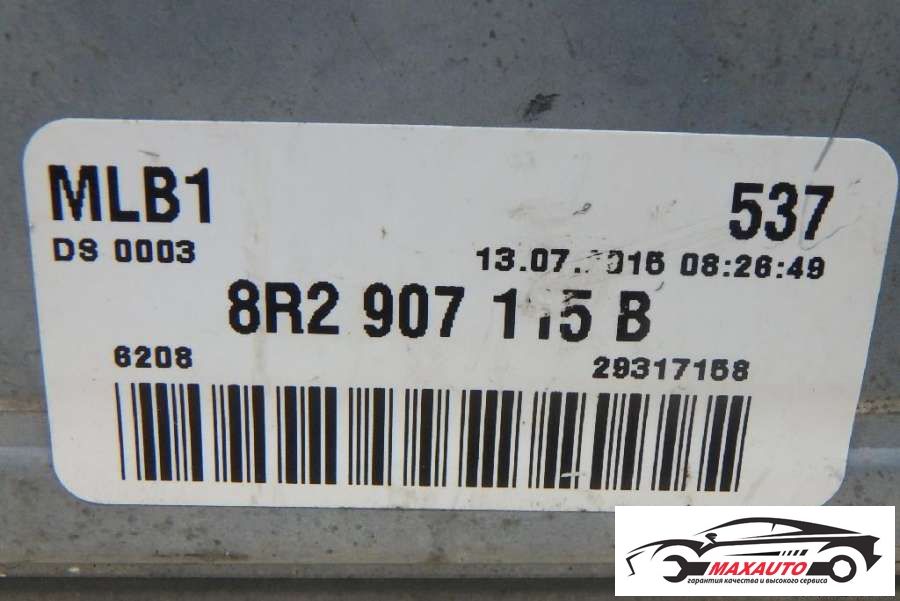 MLB1
537
DS 0003
13.07. 08:26:49
8R2 907 115 B
6208
29317158
MAXAUTO
гарантия качества и высокого сервиса